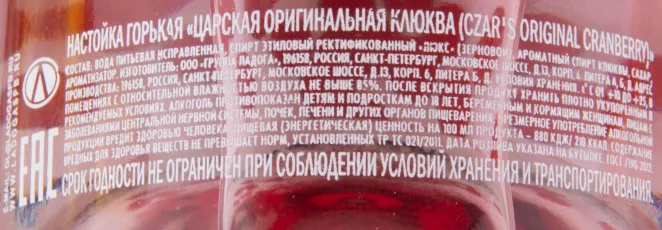 НАСТОЙКА ГОРЬКАЯ «ЦАРСКАЯ ОРИГИНАЛЬНАЯ КЛЮКВА (CZAR'S ORIGINAL CRANBERRY)»
СОСТАВ: ВОДА ПИТЬЕВАЯ ИСПРАВЛЕННАЯ, СПИРТ ЭТИЛОВЫЙ РЕКТИФИКОВАННЫЙ «ЛЮКС» (ЗЕРНОВОЙ), АРОМАТНЫЙ СПИРТ КЛЮКВЫ, САХАР,
АРОМАТИЗАТОР. ИЗГОТОВИТЕЛЬ: ООО «ГРУППА ЛАДОГА», 196158, РОССИЯ, САНКТ-ПЕТЕРБУРГ, МОСКОВСКОЕ ШОССЕ, Д.13, КОРП. 6, ЛИТЕРА Б, Д. АДРЕС
ПРОИЗВОДСТВА: 196158, РОССИЯ, САНКТ-ПЕТЕРБУРГ, МОСКОВСКОЕ ШОССЕ, Д.13, КОРП. 6, ЛИТЕРА Б, Д. УСЛОВИЯ ХРАНЕНИЯ:
ПОМЕЩЕНИЯХ С ОТНОСИТЕЛЬНОЙ ВЛАЖНОСТЬЮ ВОЗДУХА НЕ ВЫШЕ 85%. ПОСЛЕ ВСКРЫТИЯ ПРОДУКТ ХРАНИТЬ ПЛОТНО УКУПОРЕННЫМ
РЕКОМЕНДУЕМЫХ УСЛОВИЯХ. АЛКОГОЛЬ ПРОТИВОПОКАЗАН ДЕТЯМ И ПОДРОСТКАМ ДО 18 ЛЕТ, БЕРЕМЕННЫМ И КОРМЯЩИМ ЖЕНЩИНАМ, ЛИЦАМ С
ЗАБОЛЕВАНИЯМИ ЦЕНТРАЛЬНОЙ НЕРВНОЙ СИСТЕМЫ, ПОЧЕК, ПЕЧЕНИ И ДРУГИХ ОРГАНОВ ПИЩЕВАРЕНИЯ. ЧРЕЗМЕРНОЕ УПОТРЕБЛЕНИЕ АЛКОГОЛЬНОЙ
ПРОДУКЦИИ ВРЕДИТ ЗДОРОВЬЮ ЧЕЛОВЕКА. ПИЩЕВАЯ (ЭНЕРГЕТИЧЕСКАЯ) ЦЕННОСТЬ НА 100 МЛ ПРОДУКТА – 880 КДЖ/ 210 ККАЛ. СОДЕРЖАНИЕ
ВРЕДНЫХ ДЛЯ ЗДОРОВЬЯ ВЕЩЕСТВ НЕ ПРЕВЫШАЕТ НОРМ, УСТАНОВЛЕННЫХ ТР ТС 021/2011. ДАТА РОЗЛИВА УКАЗАНА НА БУТЫЛКЕ. ГОСТ 7190-2013
СРОК ГОДНОСТИ НЕ ОГРАНИЧЕН ПРИ СОБЛЮДЕНИИ УСЛОВИЙ ХРАНЕНИЯ И ТРАНСПОРТИРОВАНИЯ.
EAC